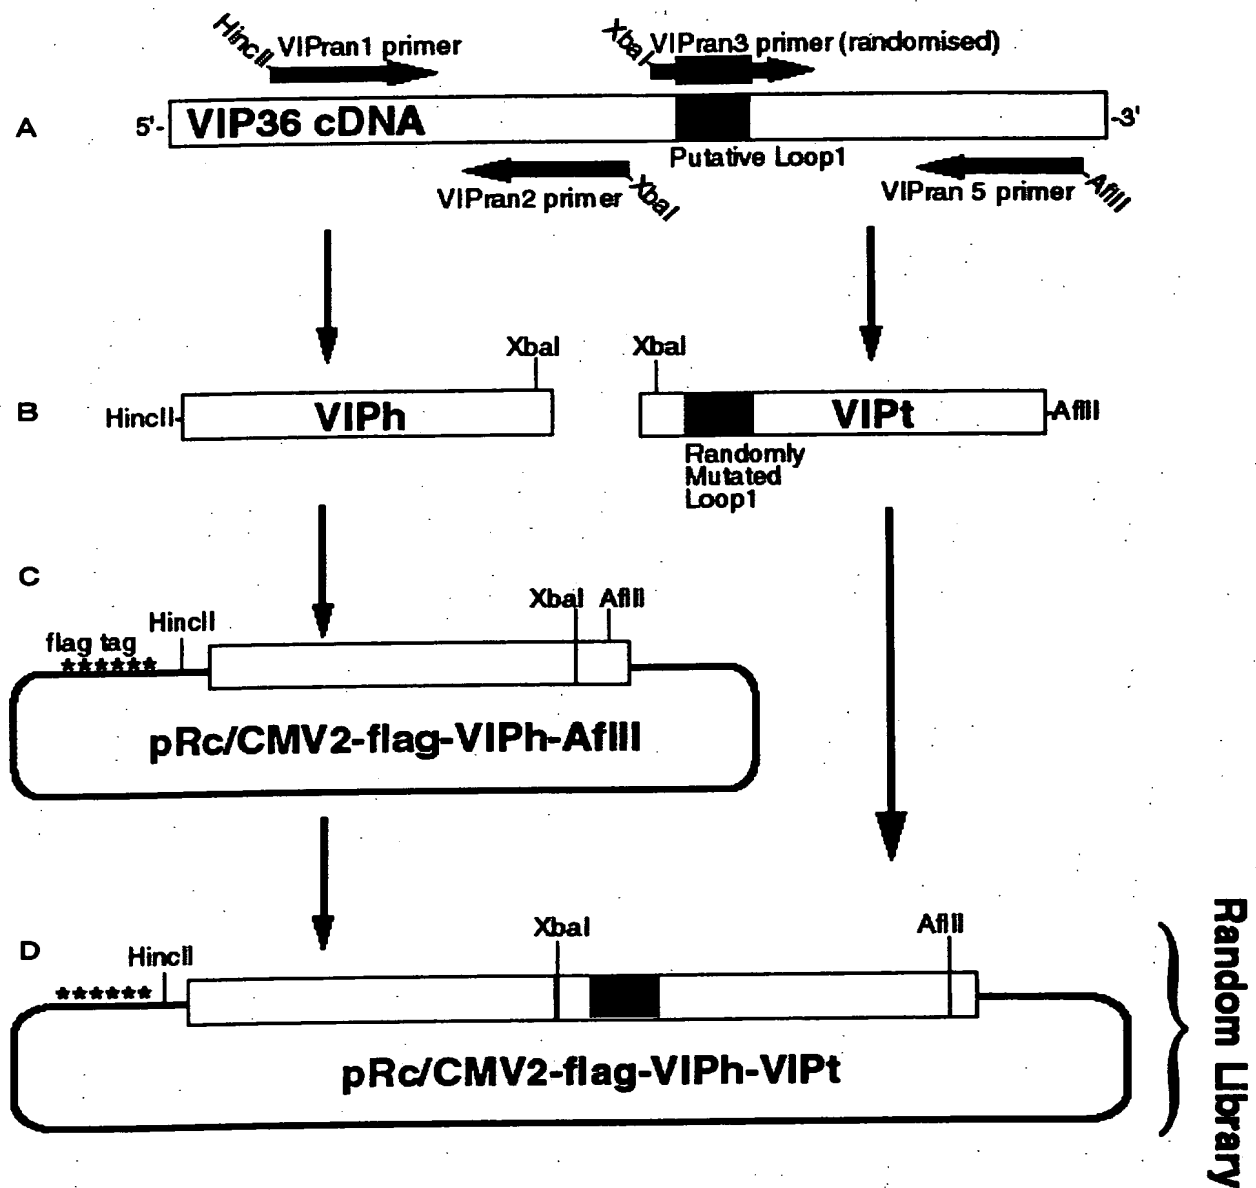 HincII
VIPran1 primer
XbaI
VIPran3 primer (randomised)
A
5'-
VIP36 cDNA
-3'
Putative Loop1
VIPran2 primer
XbaI
VIPran 5 primer
AflII
XbaI
XbaI
B
HincII
VIPh
VIPt
AflII
Randomly
Mutated
Loop1
C
XbaI
AflII
HincII
flag tag
******
pRc/CMV2-flag-VIPh-AflII
D
XbaI
AflII
HincII
******
pRc/CMV2-flag-VIPh-VIPt
Random Library